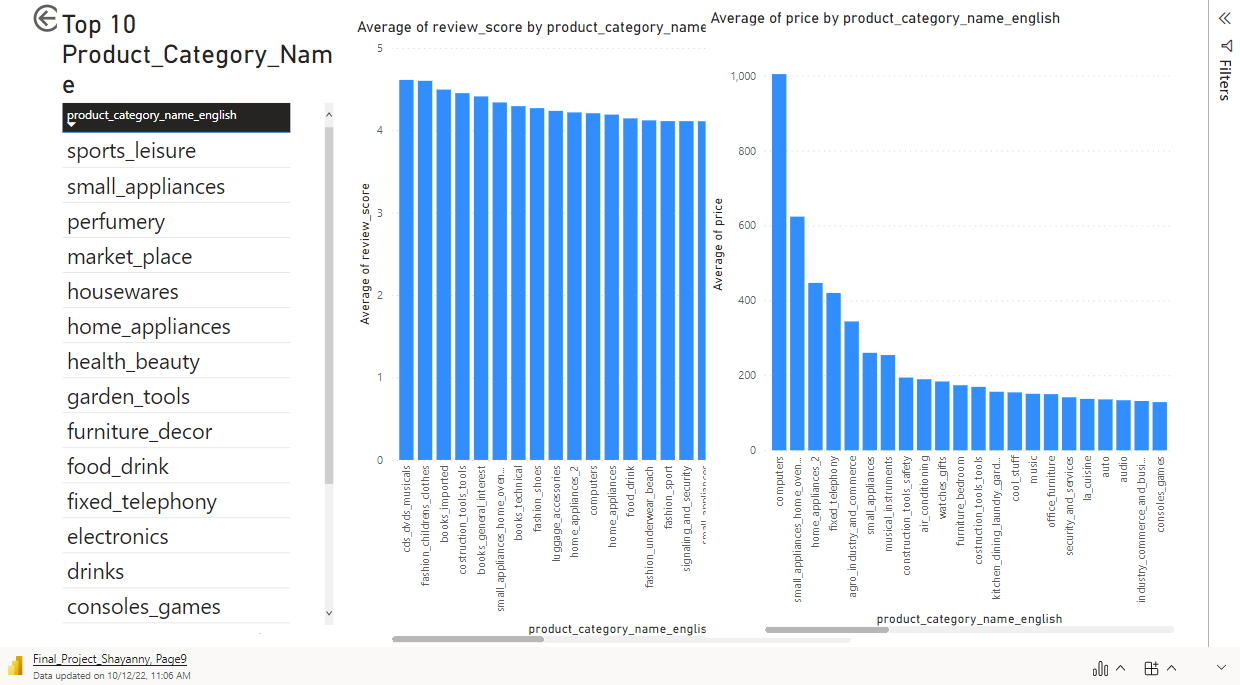 Top 10
Product_Category_Nam
e
product_category_name_english
sports_leisure
small_appliances
perfumery
market_place
housewares
home_appliances
health_beauty
garden_tools
furniture_decor
food_drink
fixed_telephony
electronics
drinks
consoles_games
Average of review_score by product_category_name
Average of review_score
5
4
3
2
1
0
cds_dvds_musicals
fashion_childrens_clothes
books_imported
costruction_tools_tools
books_general_interest
small_appliances_home_oven...
books_technical
fashion_shoes
luggage_accessories
home_appliances_2
computers
home_appliances
food_drink
fashion_underwear_beach
fashion_sport
signaling_and_security
small_appliances
product_category_name_englis
Average of price by product_category_name_english
Average of price
1,000
800
600
400
200
0
computers
small_appliances_home_oven...
home_appliances_2
fixed_telephony
agro_industry_and_commerce
small_appliances
musical_instruments
construction_tools_safety
air_conditioning
watches_gifts
furniture_bedroom
costruction_tools_tools
kitchen_dining_laundry_gard...
cool_stuff
music
office_furniture
security_and_services
la_cuisine
auto
audio
industry_commerce_and_busi...
consoles_games
product_category_name_english
Filters
Final_Project_Shayanny, Page9
Data updated on 10/12/22, 11:06 AM